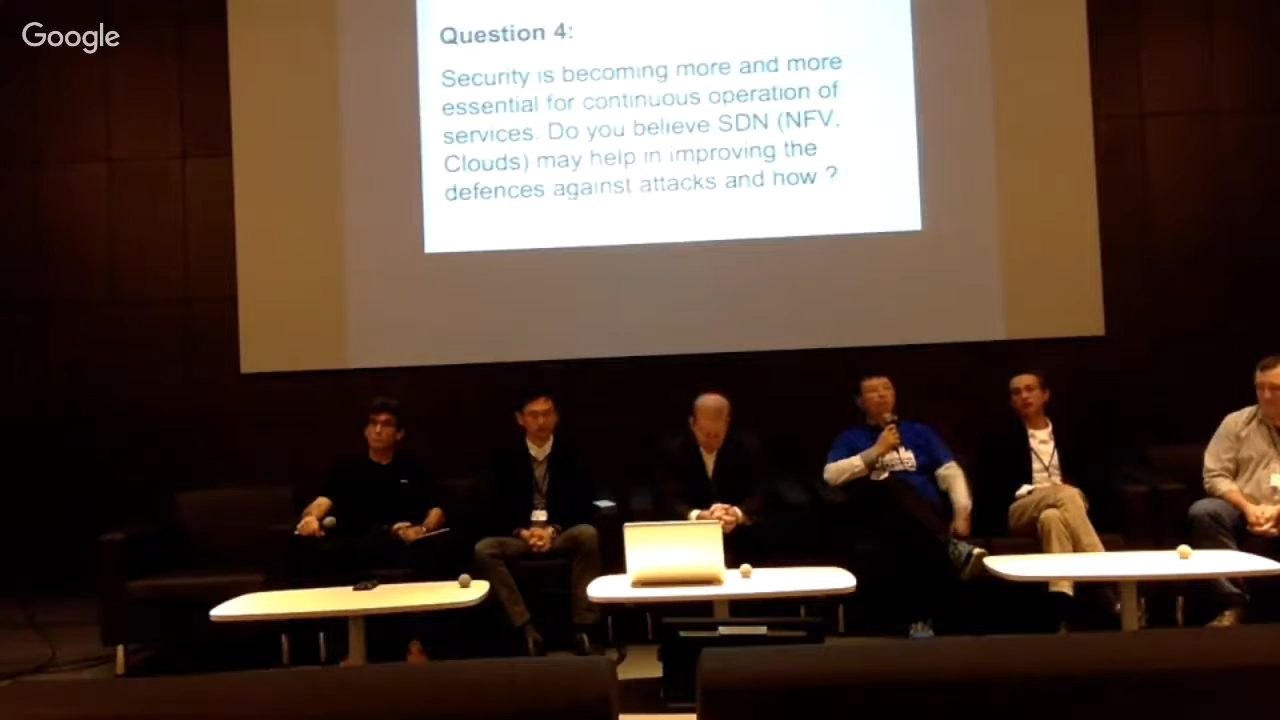 Google
Question 4:
Security is becoming more and more
essential for continuous operation of
services. Do you believe SDN (NFV,
Clouds) may help in improving the
defences against attacks and how ?